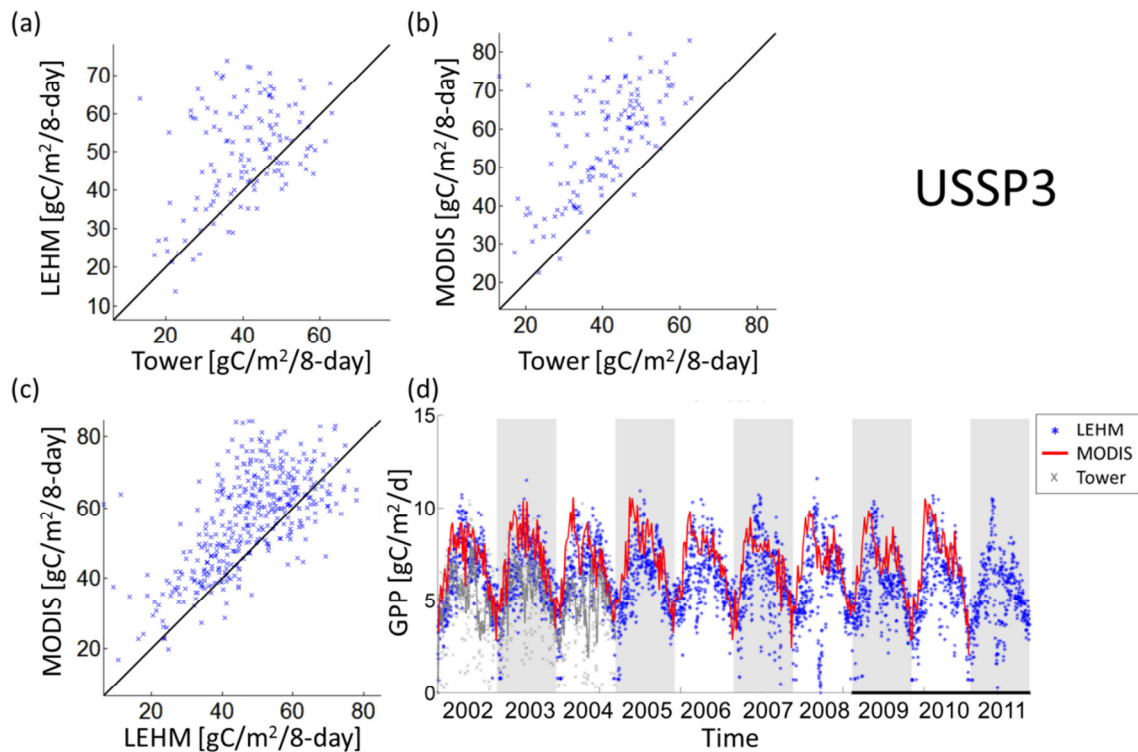 (a)
70
60
50
40
30
20
10
20 40 60
LEHM [gC/m²/8-day]
Tower [gC/m²/8-day]
(b)
80
70
60
50
40
30
20
20 40 60 80
MODIS [gC/m²/8-day]
Tower [gC/m²/8-day]
USSP3
(c)
80
60
40
20
20 40 60 80
MODIS [gC/m²/8-day]
LEHM [gC/m²/8-day]
(d)
15
10
5
0
GPP [gC/m²/d]
2002 2003 2004 2005 2006 2007 2008 2009 2010 2011
Time
LEHM
MODIS
Tower